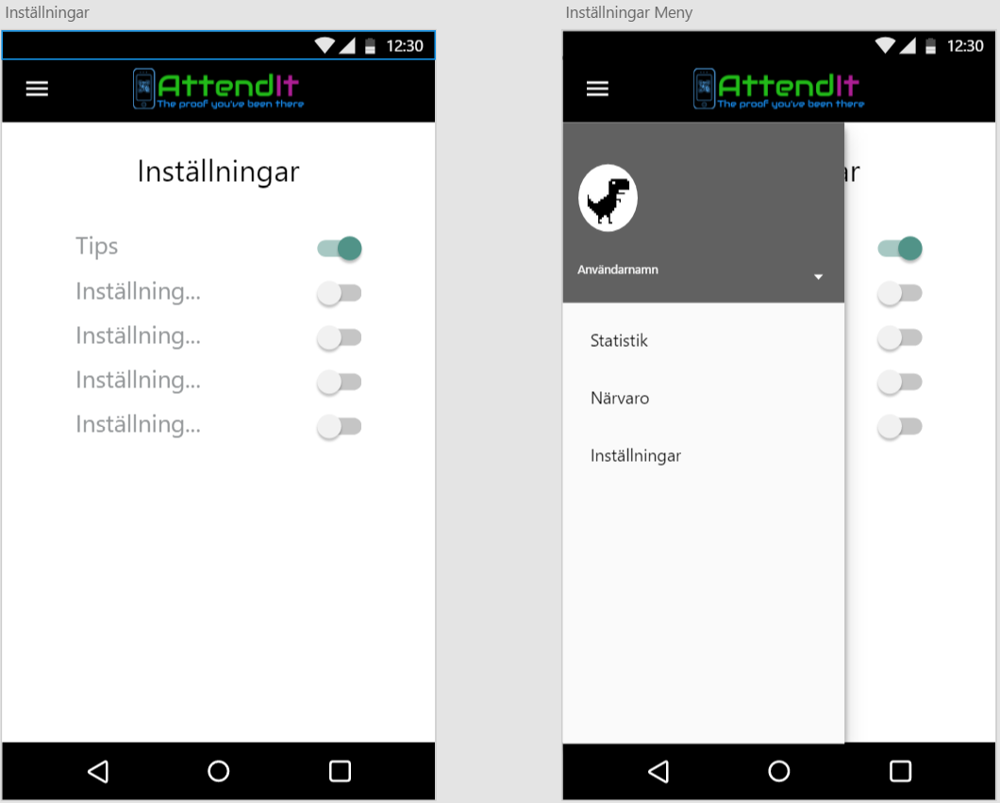 Inställningar
12:30
AttendIt
The proof you've been there
Inställningar
Tips
Inställning...
Inställning...
Inställning...
Inställning...
Inställningar Meny
12:30
AttendIt
The proof you've been there
ar
Användarnamn
Statistik
Närvaro
Inställningar